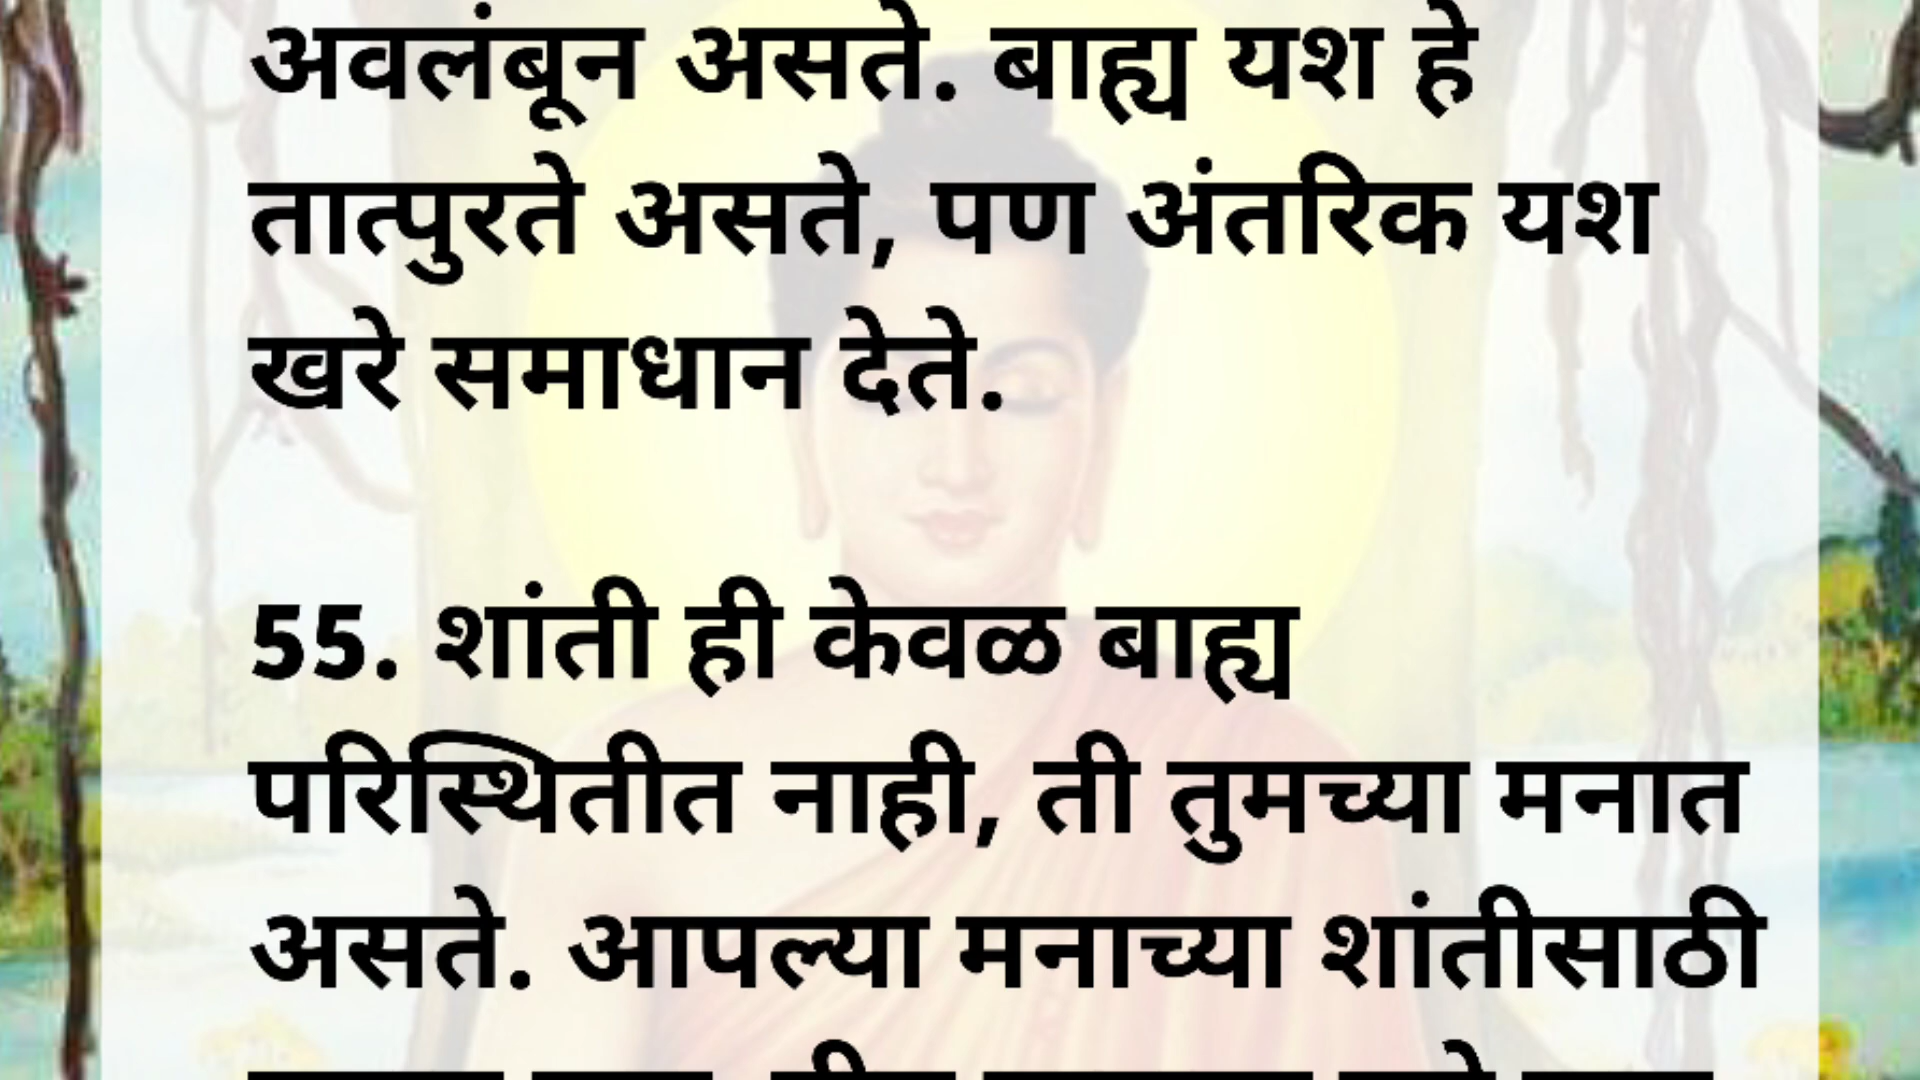 अवलंबून असते. बाह्य यश हे
तात्पुरते असते, पण अंतरिक यश
खरे समाधान देते.
55. शांती ही केवळ बाह्य
परिस्थितीत नाही, ती तुमच्या मनात
असते. आपल्या मनाच्या शांतीसाठी